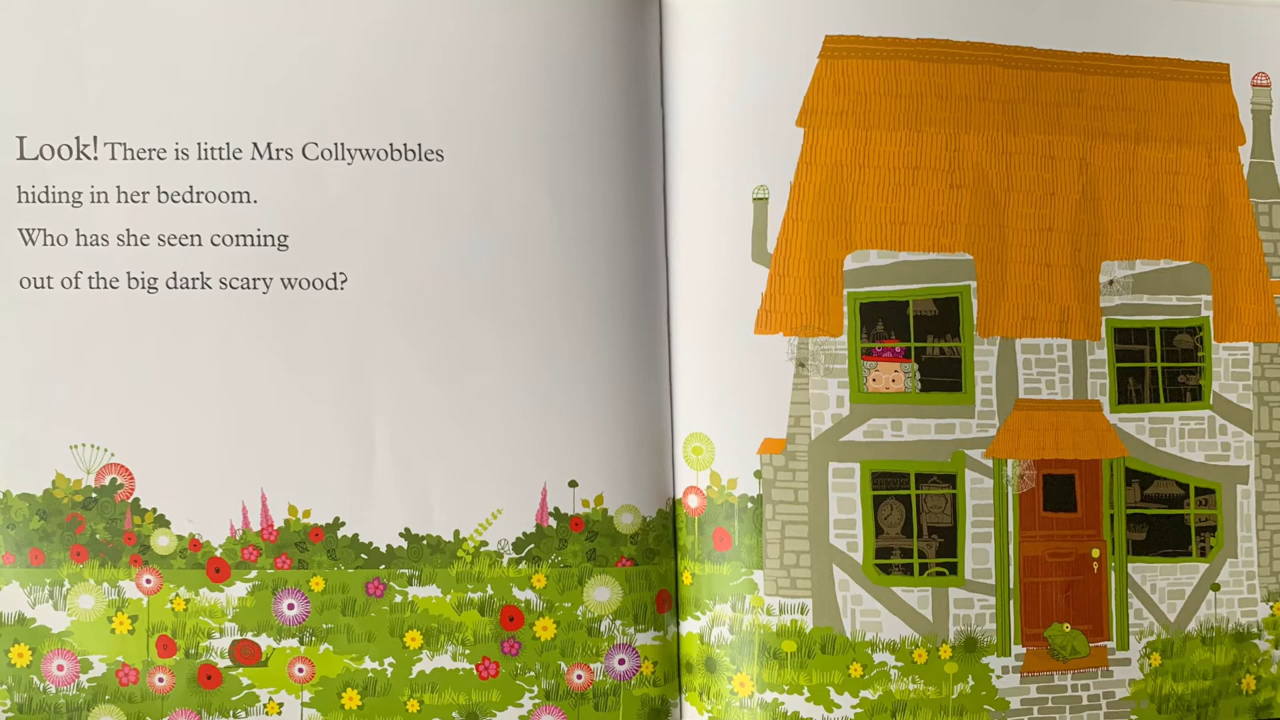 Look! There is little Mrs Collywobbles
hiding in her bedroom.
Who has she seen coming
out of the big dark scary wood?